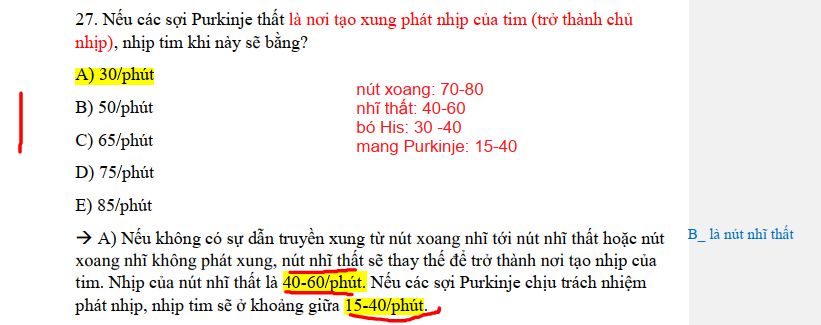 27. Nếu các sợi Purkinje thất là nơi tạo xung phát nhịp của tim (trở thành chủ
nhịp), nhịp tim khi này sẽ bằng?
A) 30/phút
B) 50/phút
C) 65/phút
D) 75/phút
E) 85/phút
nút xoang: 70-80
nhĩ thất: 40-60
bó His: 30 -40
mang Purkinje: 15-40
→ A) Nếu không có sự dẫn truyền xung từ nút xoang nhĩ tới nút nhĩ thất hoặc nút
xoang nhĩ không phát xung, nút nhĩ thất sẽ thay thế để trở thành nơi tạo nhịp của
tim. Nhịp của nút nhĩ thất là 40-60/phút. Nếu các sợi Purkinje chịu trách nhiệm
phát nhịp, nhịp tim sẽ ở khoảng giữa 15-40/phút.
B_ là nút nhĩ thất